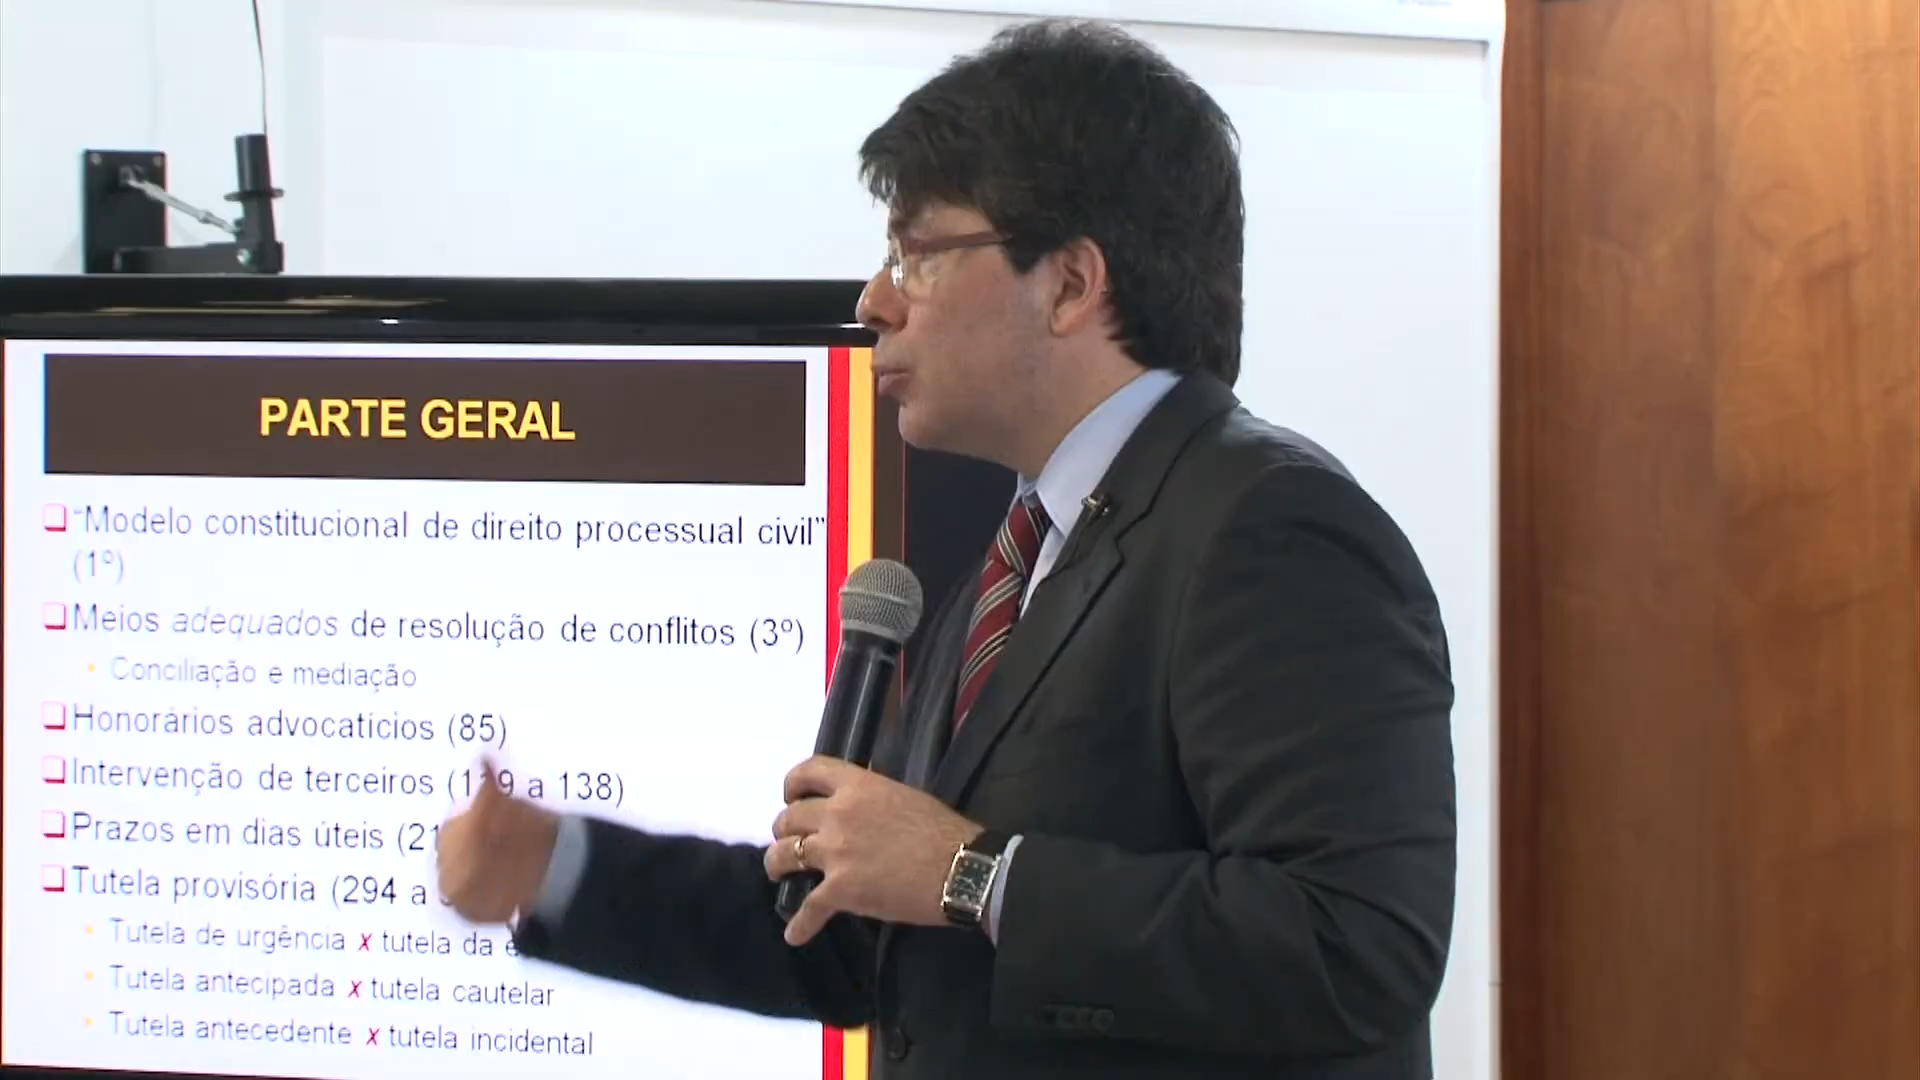 PARTE GERAL
"Modelo constitucional de direito processual civil"
(1º)
Meios adequados de resolução de conflitos (3º)
Conciliação e mediação
Honorários advocatícios (85)
Intervenção de terceiros (119 a 138)
Prazos em dias úteis (21
Tutela provisória (294 a
Tutela de urgência x tutela da
Tutela antecipada x tutela cautelar
Tutela antecedente x tutela incidental